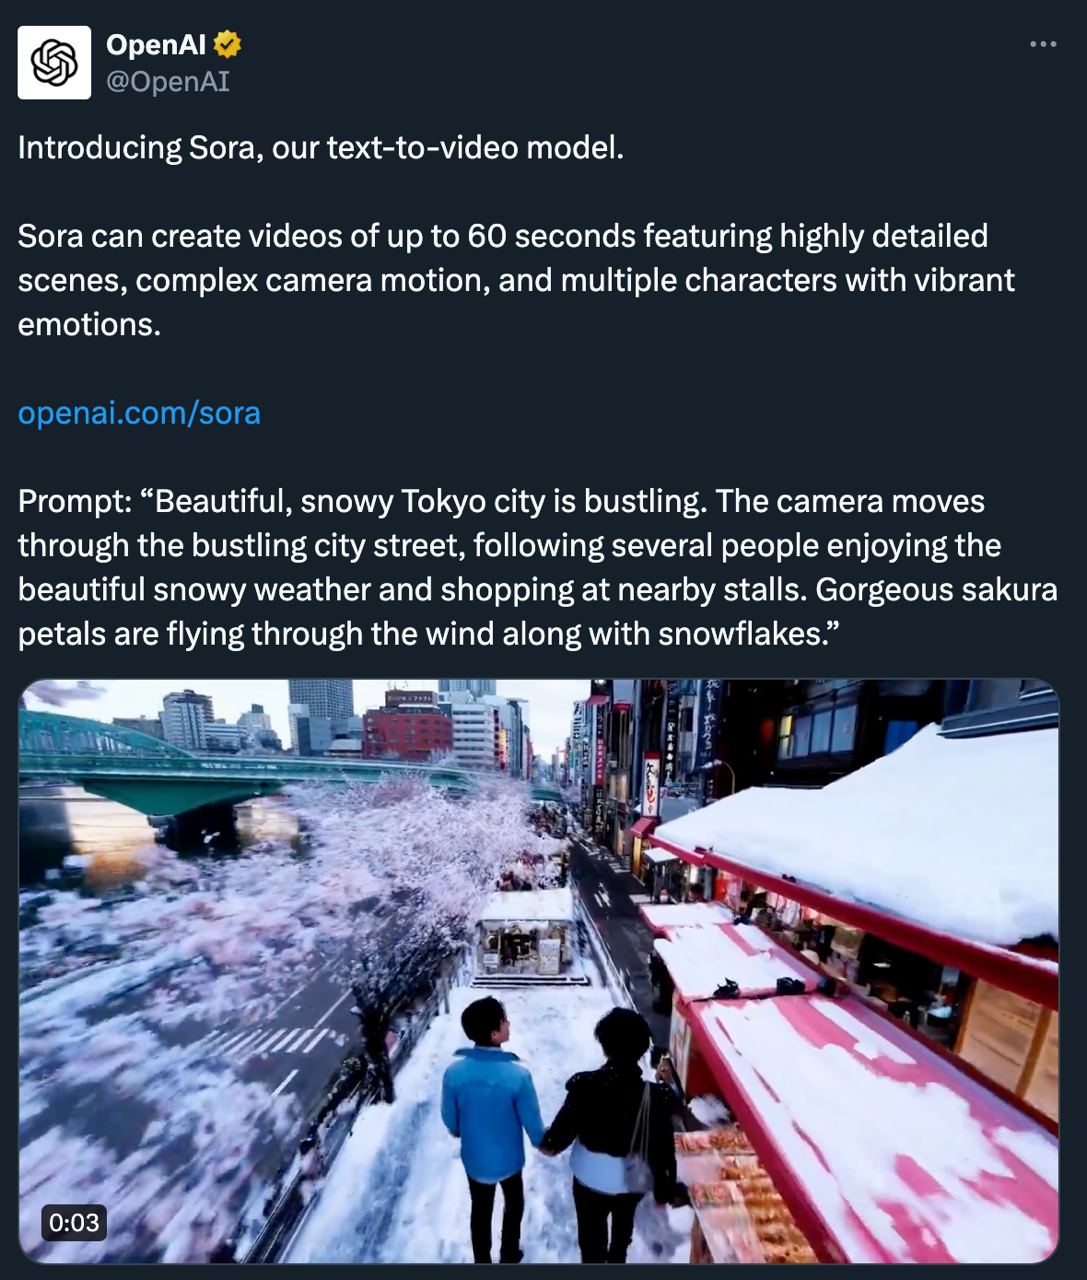 OpenAI
@OpenAI
Introducing Sora, our text-to-video model.
Sora can create videos of up to 60 seconds featuring highly detailed
scenes, complex camera motion, and multiple characters with vibrant
emotions.
openai.com/sora
Prompt: “Beautiful, snowy Tokyo city is bustling. The camera moves
through the bustling city street, following several people enjoying the
beautiful snowy weather and shopping at nearby stalls. Gorgeous sakura
petals are flying through the wind along with snowflakes.”
0:03